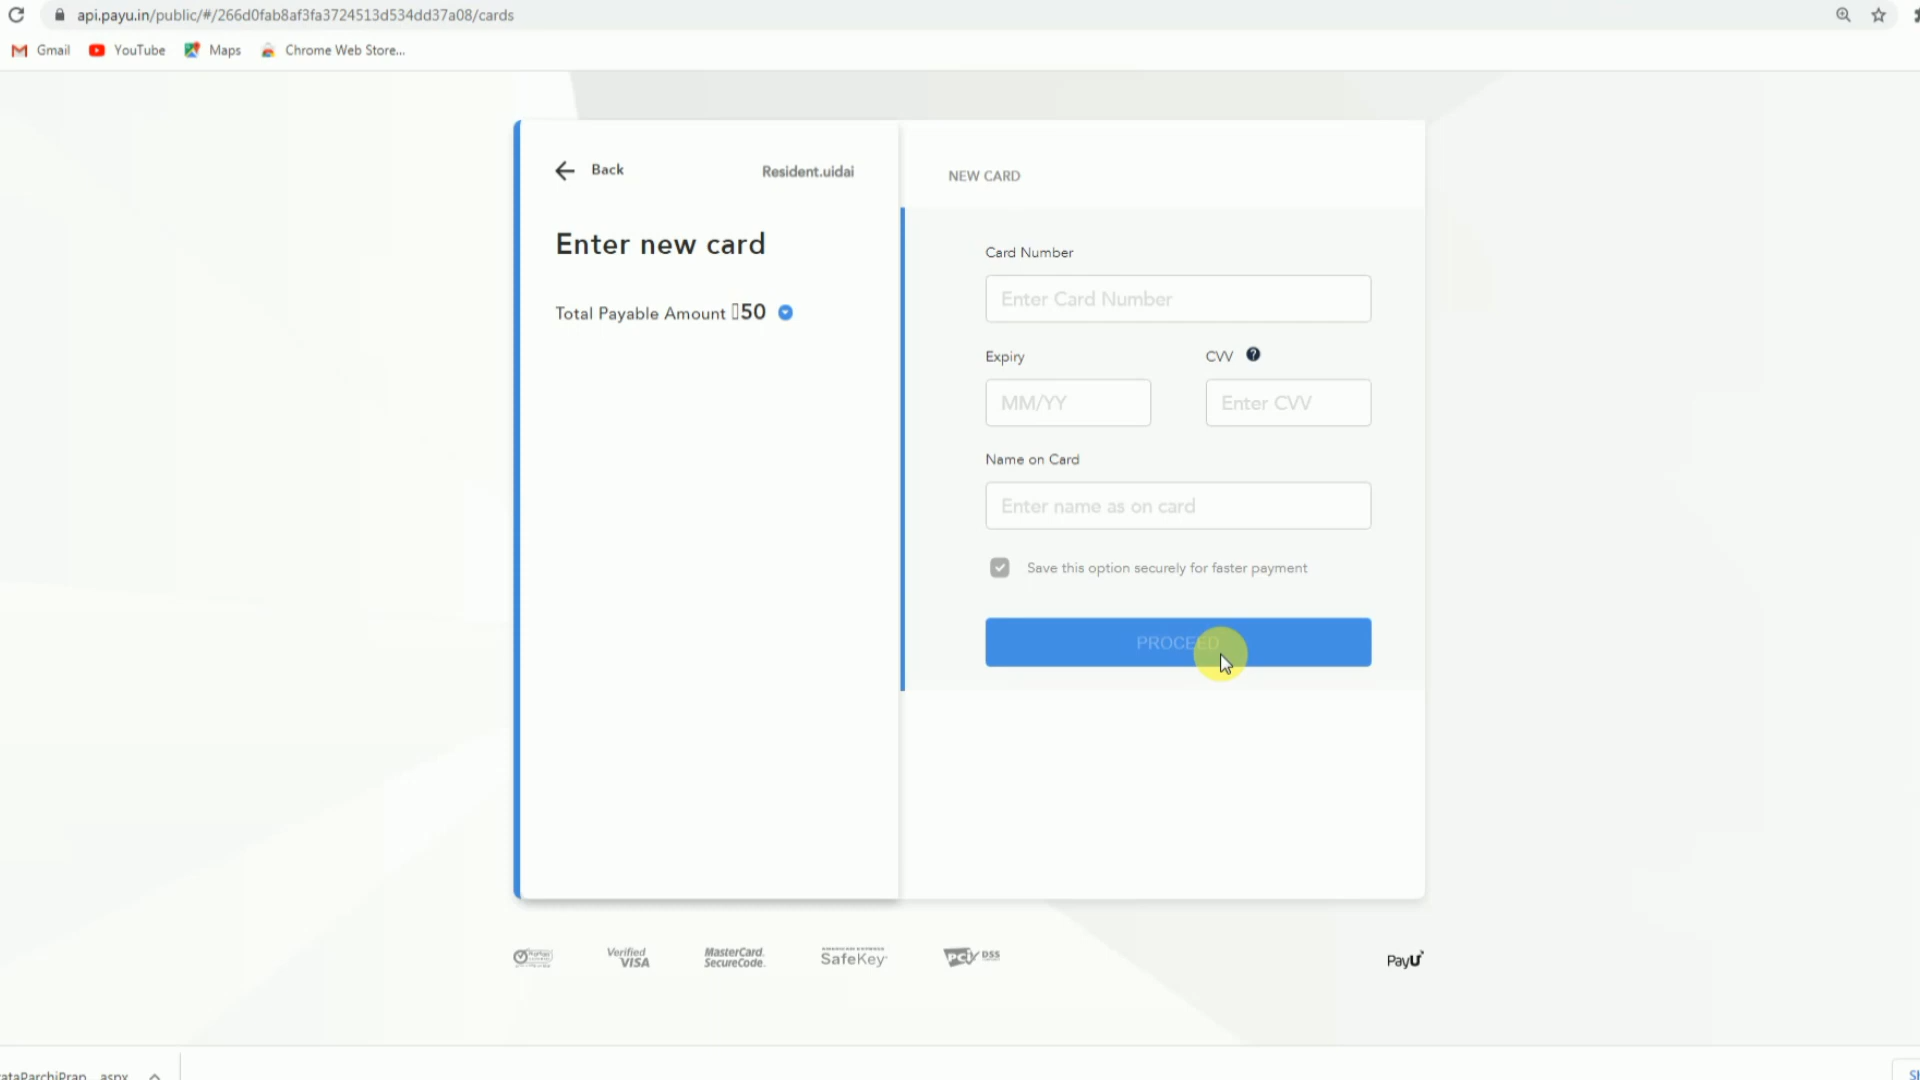 api.payu.in/public/#/266d0fab8af3fa3724513d534dd37a08/cards
Gmail YouTube Maps Chrome Web Store...
Back Resident.uidai
Enter new card
Total Payable Amount 50
NEW CARD
Card Number
Enter Card Number
Expiry CVV ?
MM/YY Enter CVV
Name on Card
Enter name as on card
Save this option securely for faster payment
PROCEED
Verified VISA
MasterCard. SecureCode.
AMERICAN EXPRESS SafeKey
PCI DSS
PayU